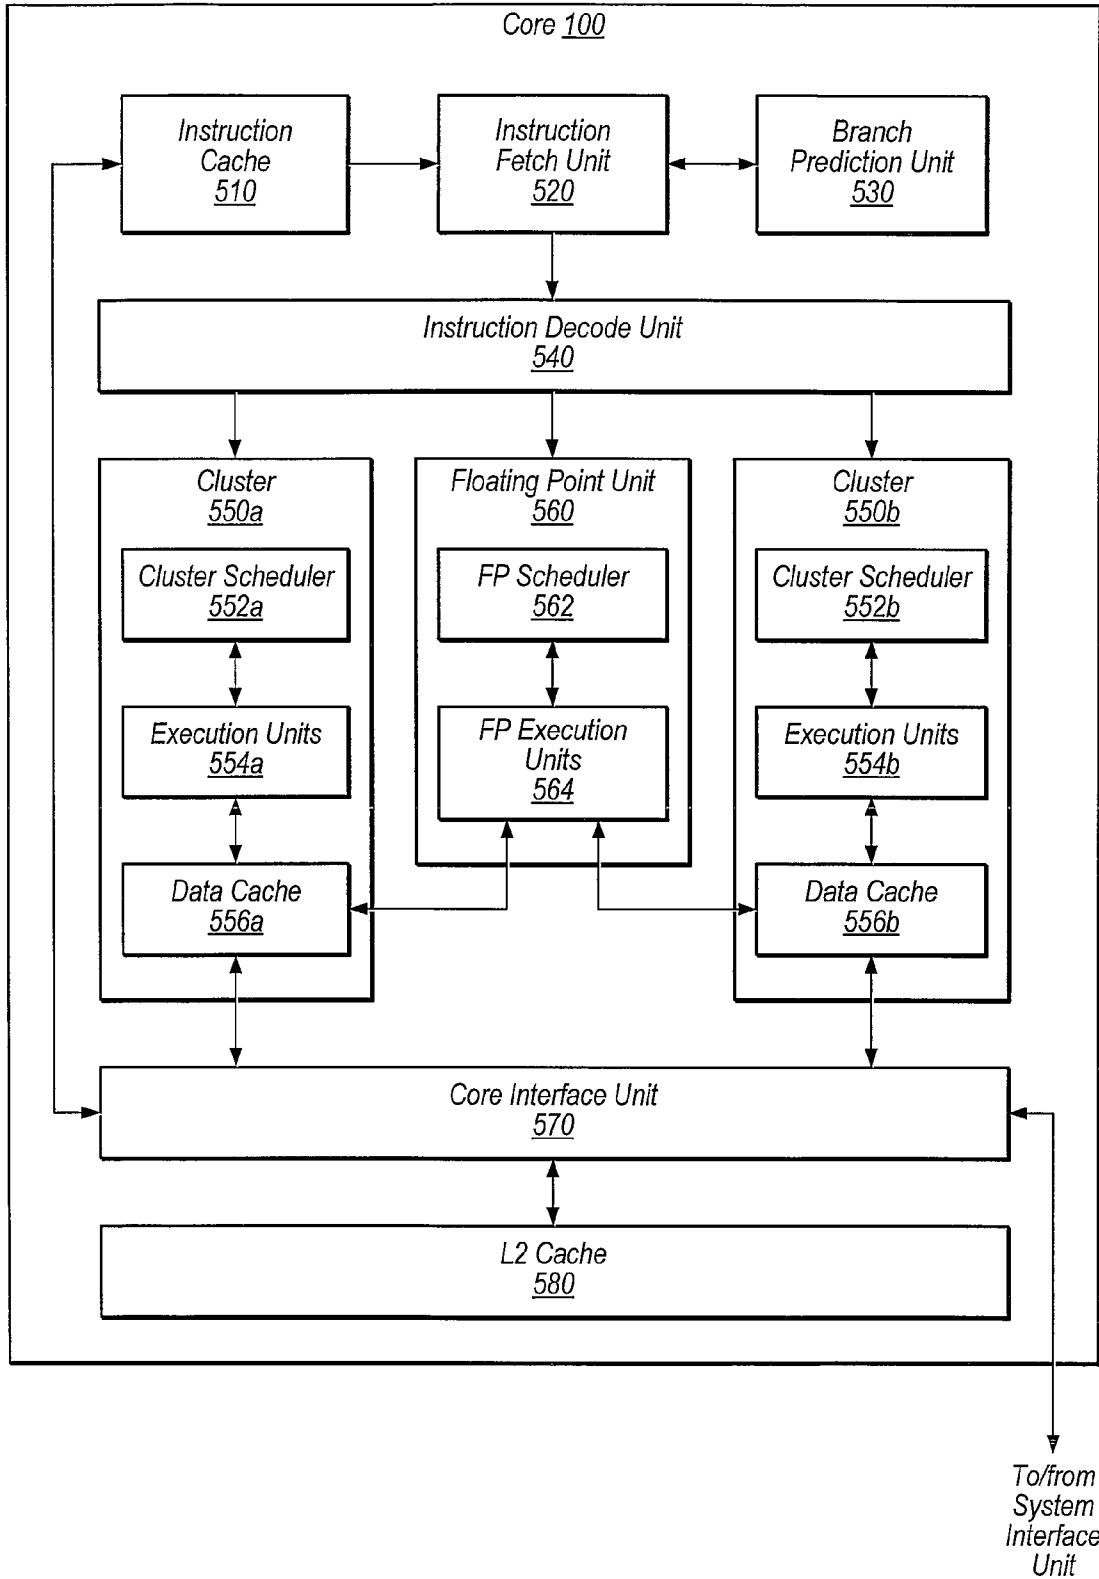 Core 100
Instruction
Cache
510
Instruction
Fetch Unit
520
Branch
Prediction Unit
530
Instruction Decode Unit
540
Cluster
550a
Cluster Scheduler
552a
Execution Units
554a
Data Cache
556a
Floating Point Unit
560
FP Scheduler
562
FP Execution
Units
564
Cluster
550b
Cluster Scheduler
552b
Execution Units
554b
Data Cache
556b
Core Interface Unit
570
L2 Cache
580
To/from
System
Interface
Unit